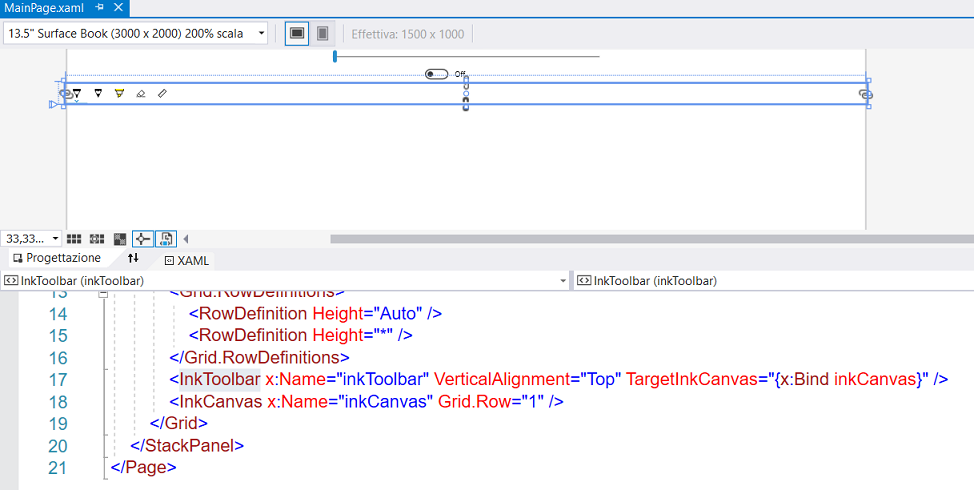 MainPage.xaml
13.5" Surface Book (3000 x 2000) 200% scala
Effettiva: 1500 x 1000
Off
33,33...
Progettazione
XAML
InkToolbar (inkToolbar)
InkToolbar (inkToolbar)
13 <Grid.RowDefinitions>
14 <RowDefinition Height="Auto" />
15 <RowDefinition Height="*" />
16 </Grid.RowDefinitions>
17 <InkToolbar x:Name="inkToolbar" VerticalAlignment="Top" TargetInkCanvas="{x:Bind inkCanvas}" />
18 <InkCanvas x:Name="inkCanvas" Grid.Row="1" />
19 </Grid>
20 </StackPanel>
21 </Page>